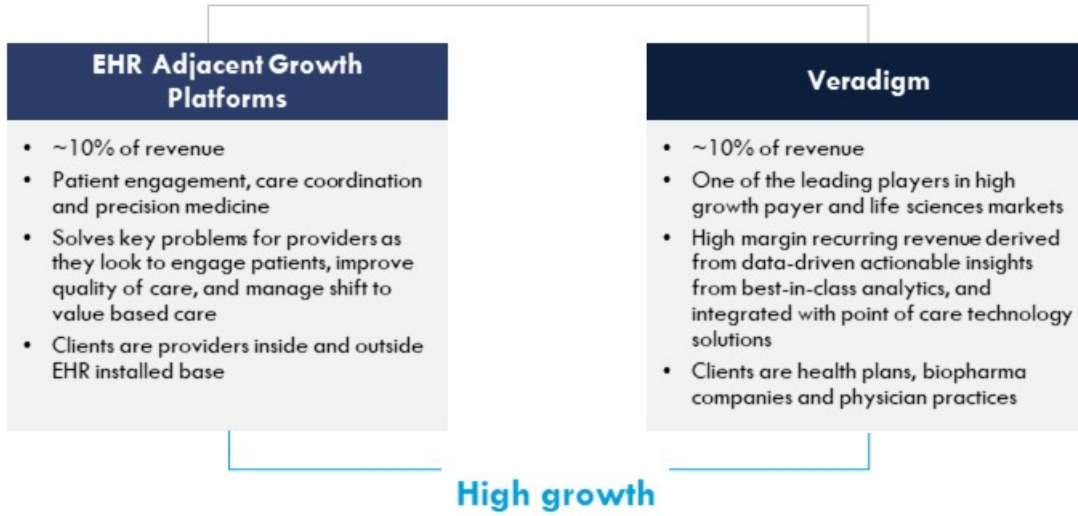 EHR Adjacent Growth
Platforms
• ~10% of revenue
• Patient engagement, care coordination
and precision medicine
• Solves key problems for providers as
they look to engage patients, improve
quality of care, and manage shift to
value based care
• Clients are providers inside and outside
EHR installed base
Veradigm
• ~10% of revenue
• One of the leading players in high
growth payer and life sciences markets
• High margin recurring revenue derived
from data-driven actionable insights
from best-in-class analytics, and
integrated with point of care technology
solutions
• Clients are health plans, biopharma
companies and physician practices
High growth